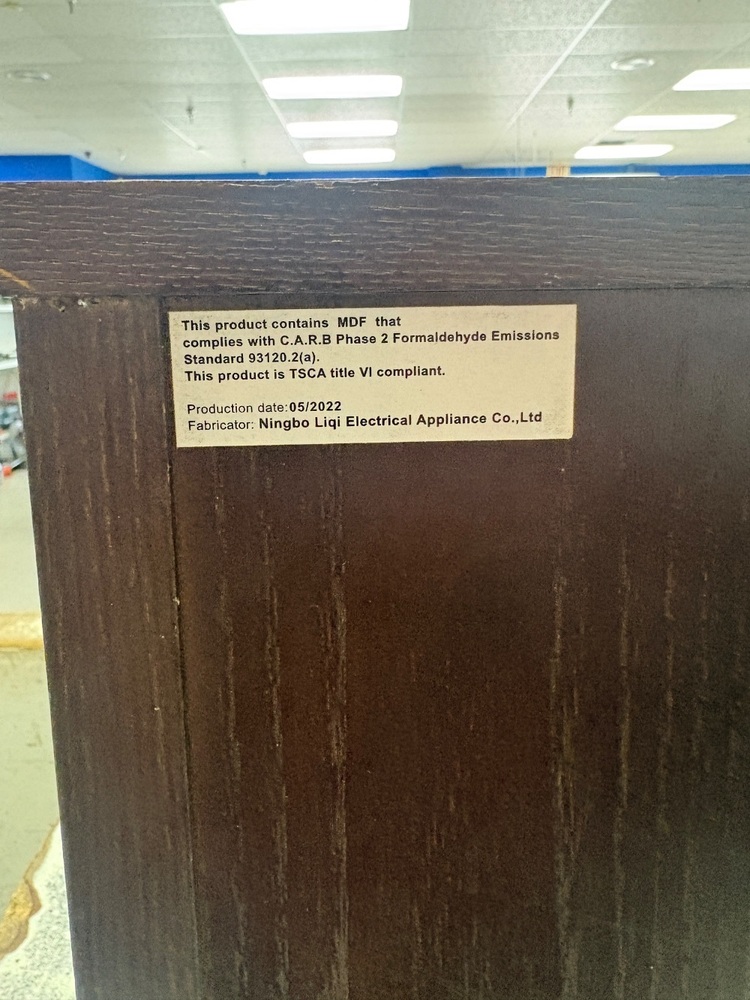 This product contains MDF that
complies with C.A.R.B Phase 2 Formaldehyde Emissions
Standard 93120.2(a).
This product is TSCA title VI compliant.
Production date:05/2022
Fabricator: Ningbo Liqi Electrical Appliance Co.,Ltd